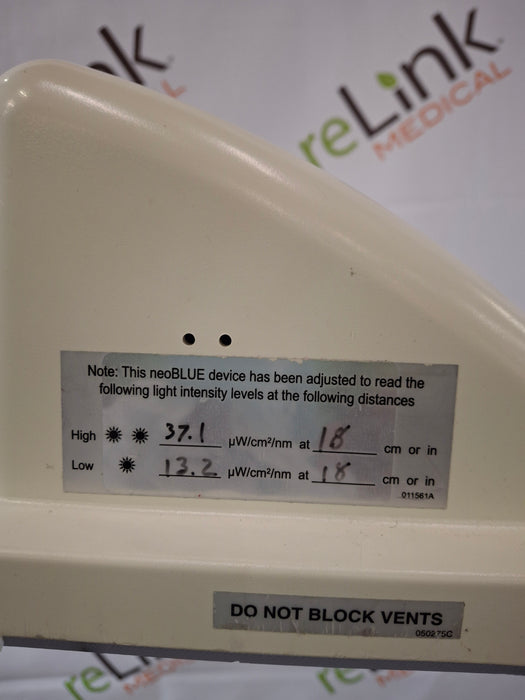 reLink
MEDICAL
Note: This neoBLUE device has been adjusted to read the
following light intensity levels at the following distances
High 37.1 µW/cm²/nm at 18 cm or in
Low 13.2 µW/cm²/nm at 18 cm or in
011561A
DO NOT BLOCK VENTS
050275C